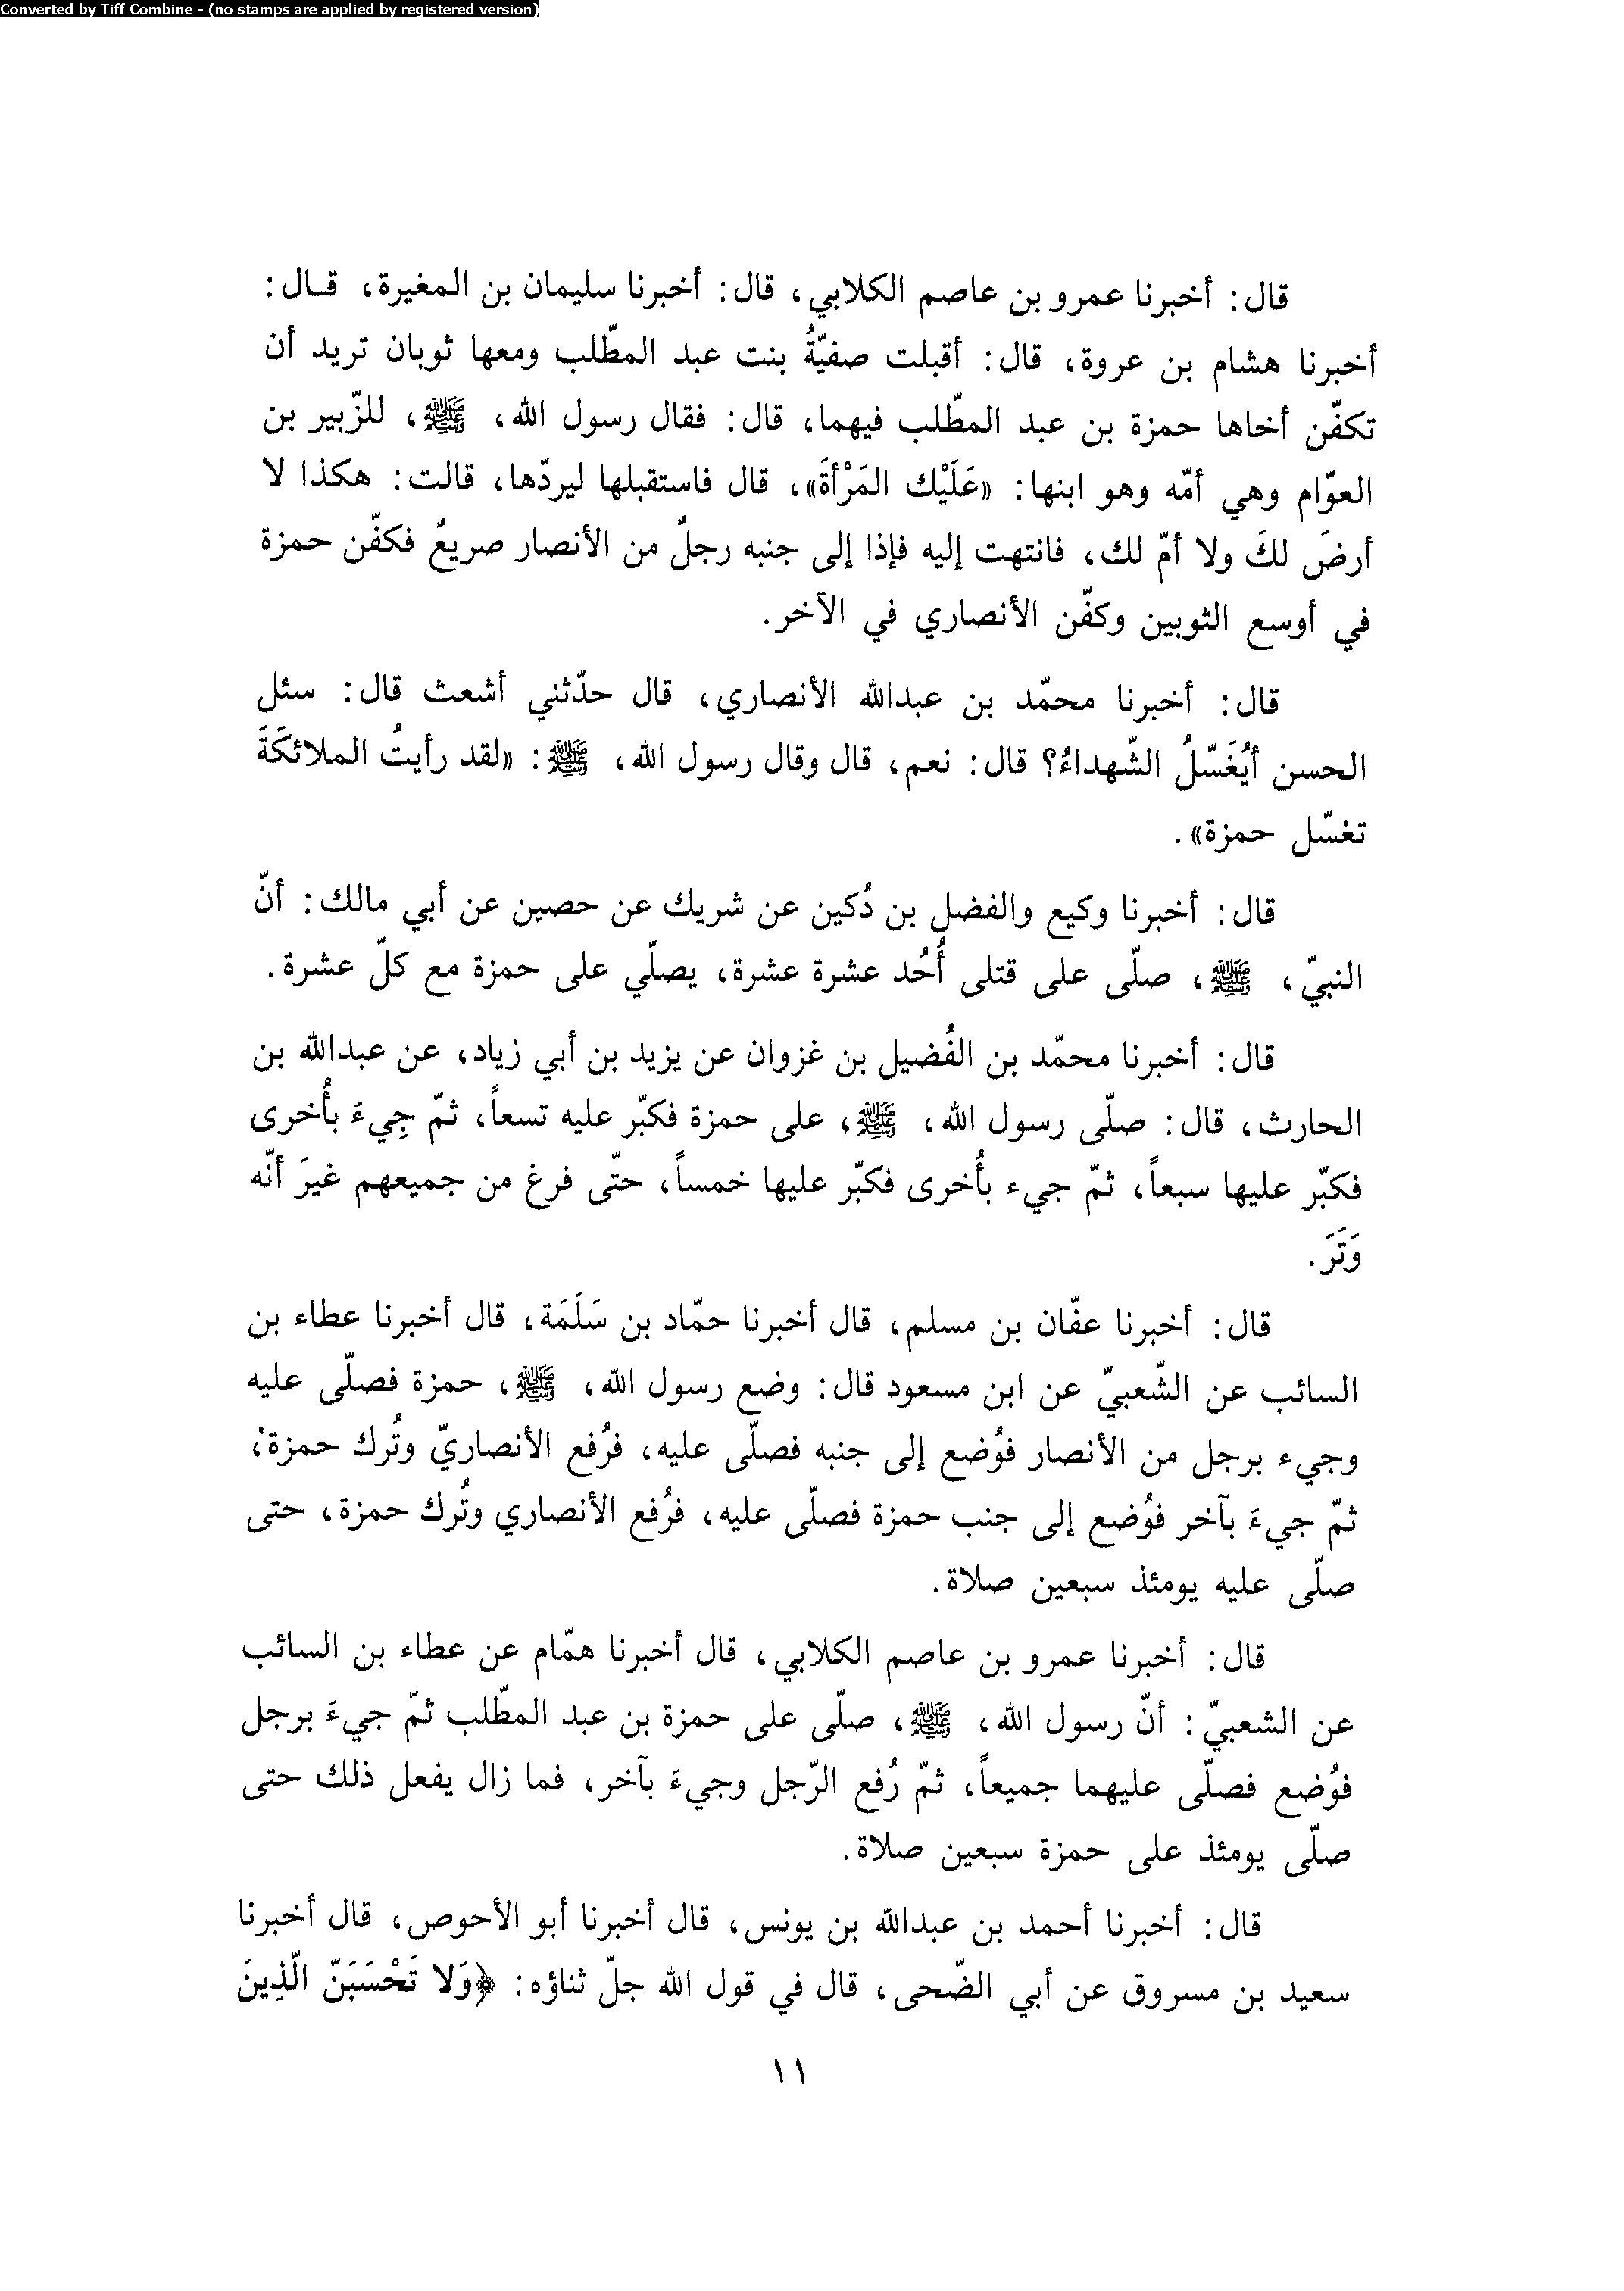 Converted by Tiff Combine - (no stamps are applied by registered version)
قال: أخبرنا عمرو بن عاصم الكلابي، قال: أخبرنا سليمان بن المغيرة، قـال:
أخبرنا هشام بن عروة، قال: أقبلت صفيّةُ بنت عبد المطّلب ومعها ثوبان تريد أن
تكفّن أخاها حمزة بن عبد المطّلب فيهما، قال: فقال رسول الله، ﷺ، للزّبير بن
العوّام وهي أمّه وهو ابنها: «عَلَيْك المَرْأةَ»، قال فاستقبلها ليردّها، قالت: هكذا لا
أرضَ لكَ ولا أمّ لك، فانتهت إليه فإذا إلى جنبه رجلٌ من الأنصار صريعٌ فكفّن حمزة
في أوسع الثوبين وكفّن الأنصاري في الآخر.
قال: أخبرنا محمّد بن عبدالله الأنصاري، قال حدّثني أشعث قال: سئل
الحسن أيُغَسّلُ الشّهداءُ؟ قال: نعم، قال وقال رسول الله، ﷺ: «لقد رأيتُ الملائكَةَ
تغسّل حمزة».
قال: أخبرنا وكيع والفضل بن دُكين عن شريك عن حصين عن أبي مالك: أنّ
النبيّ، ﷺ، صلّى على قتلى أُحُد عشرة عشرة، يصلّي على حمزة مع كلّ عشرة.
قال: أخبرنا محمّد بن الفُضيل بن غزوان عن يزيد بن أبي زياد، عن عبدالله بن
الحارث، قال: صلّى رسول الله، ﷺ، على حمزة فكبّر عليه تسعاً، ثمّ جِيءَ بأُخرى
فكبّر عليها سبعاً، ثمّ جيء بأُخرى فكبّر عليها خمساً، حتّى فرغ من جميعهم غيرَ أنّه
وَتَرَ.
قال: أخبرنا عفّان بن مسلم، قال أخبرنا حمّاد بن سَلَمَة، قال أخبرنا عطاء بن
السائب عن الشّعبيّ عن ابن مسعود قال: وضع رسول الله، ﷺ، حمزة فصلّى عليه
وجيء برجل من الأنصار فوُضع إلى جنبه فصلّى عليه، فرُفع الأنصاريّ وتُرك حمزة؛
ثمّ جيءَ بآخر فوُضع إلى جنب حمزة فصلّى عليه، فرُفع الأنصاري وتُرك حمزة، حتى
صلّى عليه يومئذ سبعين صلاة.
قال: أخبرنا عمرو بن عاصم الكلابي، قال أخبرنا همّام عن عطاء بن السائب
عن الشعبيّ: أنّ رسول الله، ﷺ، صلّى على حمزة بن عبد المطّلب ثمّ جيءَ برجل
فوُضع فصلّى عليهما جميعاً، ثمّ رُفع الرّجل وجيءَ بآخر، فما زال يفعل ذلك حتى
صلّى يومئذ على حمزة سبعين صلاة.
قال: أخبرنا أحمد بن عبدالله بن يونس، قال أخبرنا أبو الأحوص، قال أخبرنا
سعيد بن مسروق عن أبي الضّحى، قال في قول الله جلّ ثناؤه: ﴿وَلا تَحْسَبَنّ الّذِينَ
١١